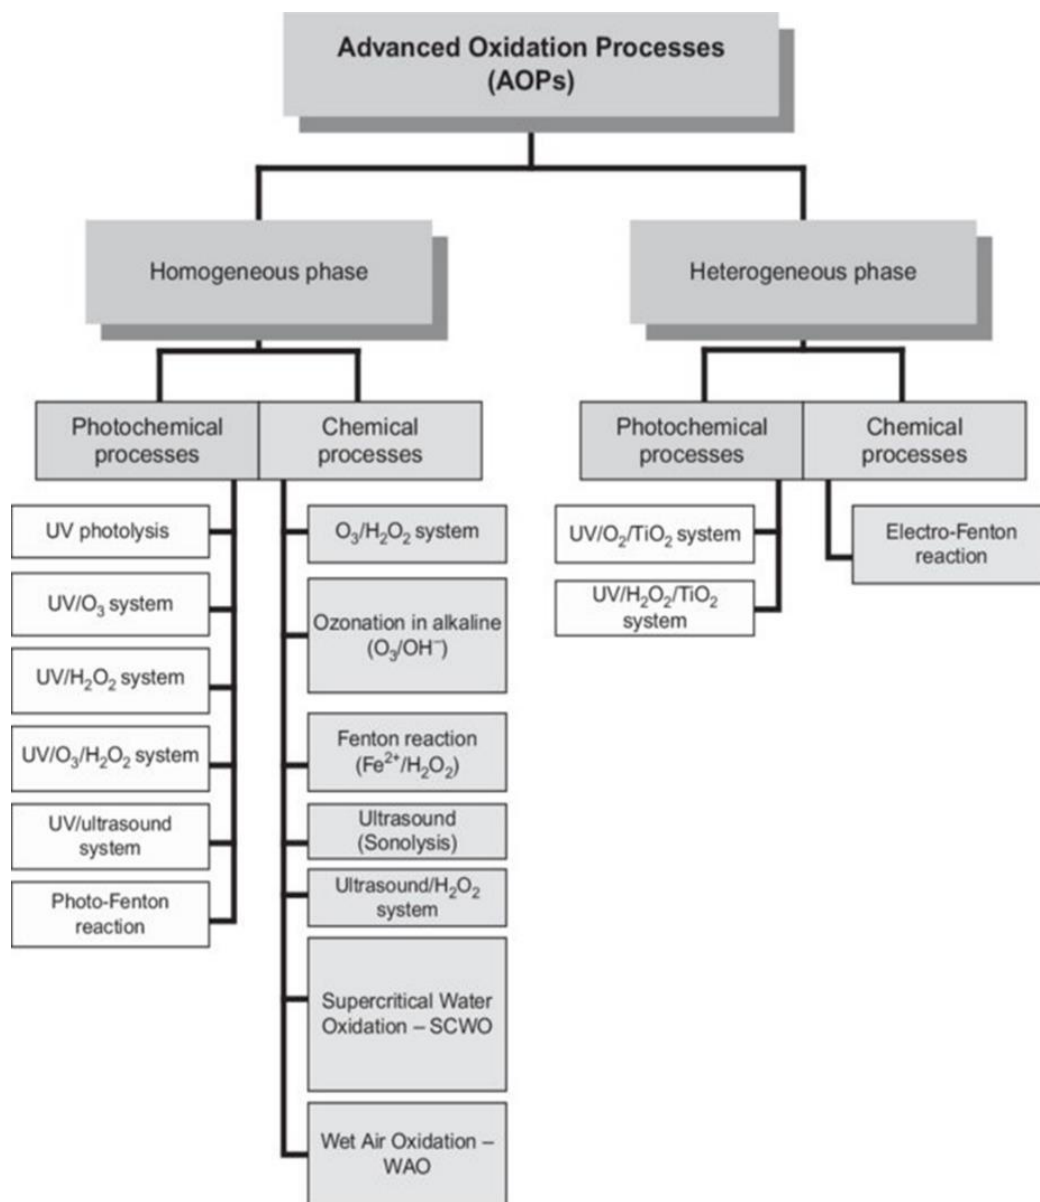 Advanced Oxidation Processes
(AOPs)
Homogeneous phase
Heterogeneous phase
Photochemical
processes
Chemical
processes
Photochemical
processes
Chemical
processes
UV photolysis
UV/O₃ system
UV/H₂O₂ system
UV/O₃/H₂O₂ system
UV/ultrasound
system
Photo-Fenton
reaction
O₃/H₂O₂ system
Ozonation in alkaline
(O₃/OH⁻)
Fenton reaction
(Fe²⁺/H₂O₂)
Ultrasound
(Sonolysis)
Ultrasound/H₂O₂
system
Supercritical Water
Oxidation – SCWO
Wet Air Oxidation –
WAO
UV/O₂/TiO₂ system
UV/H₂O₂/TiO₂
system
Electro-Fenton
reaction